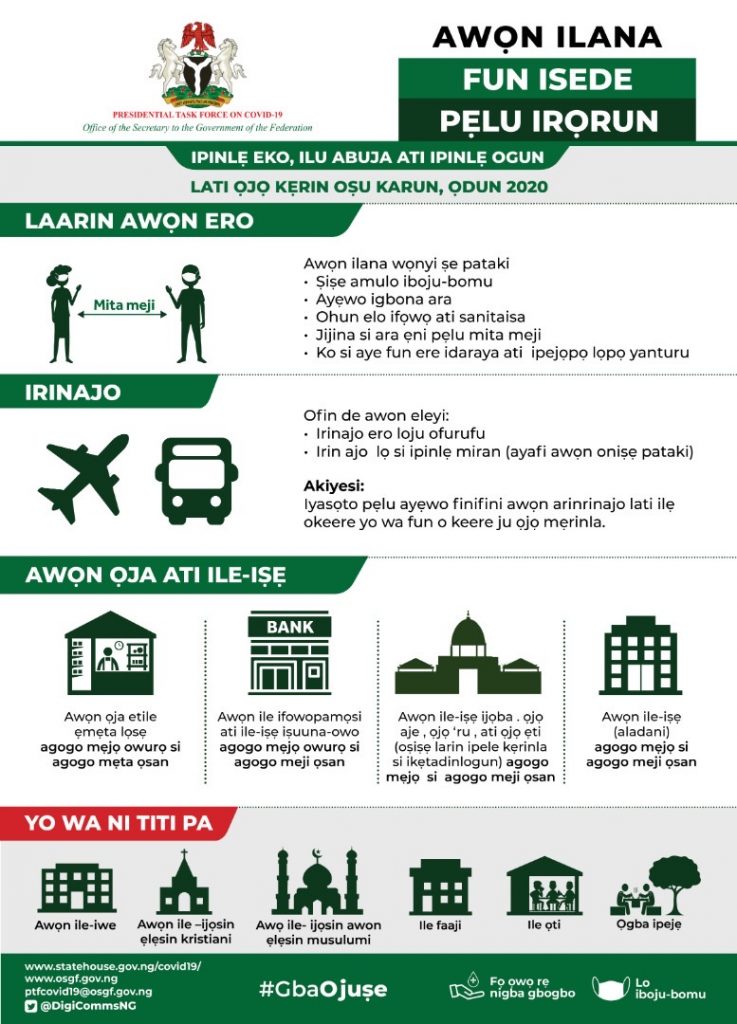 AWỌN ILANA
FUN ISEDE
PẸLU IRỌRUN
PRESIDENTIAL TASK FORCE ON COVID-19
Office of the Secretary to the Government of the Federation
IPINLẸ EKO, ILU ABUJA ATI IPINLẸ OGUN
LATI ỌJỌ KẸRIN OṢU KARUN, ỌDUN 2020
LAARIN AWỌN ERO
Mita meji
Awọn ilana wọnyi ṣe pataki
• Ṣiṣe amulo iboju-bomu
• Ayẹwo igbona ara
• Ohun elo ifọwọ ati sanitaisa
• Jijina si ara ẹni pẹlu mita meji
• Ko si aye fun ere idaraya ati ipejọpọ lọpọ yanturu
IRINAJO
Ofin de awon eleyi:
• Irinajo ero loju ofurufu
• Irin ajo lọ si ipinlẹ miran (ayafi awọn oniṣẹ pataki)
Akiyesi:
Iyasọto pẹlu ayẹwo finifini awọn arinrinajo lati ilẹ
okeere yo wa fun o keere ju ọjọ mẹrinla.
AWỌN ỌJA ATI ILE-IṢẸ
Awọn ọja etile
ẹmẹta lọsẹ
agogo mẹjọ owurọ si
agogo mẹta ọsan
BANK
Awọn ile ifowopamọsi
ati ile-iṣẹ iṣuuna-owo
agogo mẹjọ owurọ si
agogo meji ọsan
Awọn ile-iṣẹ ijọba . ọjọ
aje , ọjọ ‘ru , ati ọjọ ẹti
(oṣiṣẹ larin ipele kẹrinla
si ikẹtadinlogun) agogo
mẹjọ si agogo meji ọsan
Awọn ile-iṣẹ
(aladani)
agogo mẹjọ si
agogo meji ọsan
YO WA NI TITI PA
Awọn ile-iwe
Awọn ile –ijọsin
ẹlẹsin kristiani
Awọ ile- ijọsin awon
ẹlẹsin musulumi
Ile faaji
Ile ọti
Ọgba ipejẹ
www.statehouse.gov.ng/covid19/
www.osgf.gov.ng
ptfcovid19@osgf.gov.ng
@DigiCommsNG
#GbaOjuṣe
Fọ ọwọ rẹ
nigba gbogbo
Lo
iboju-bomu